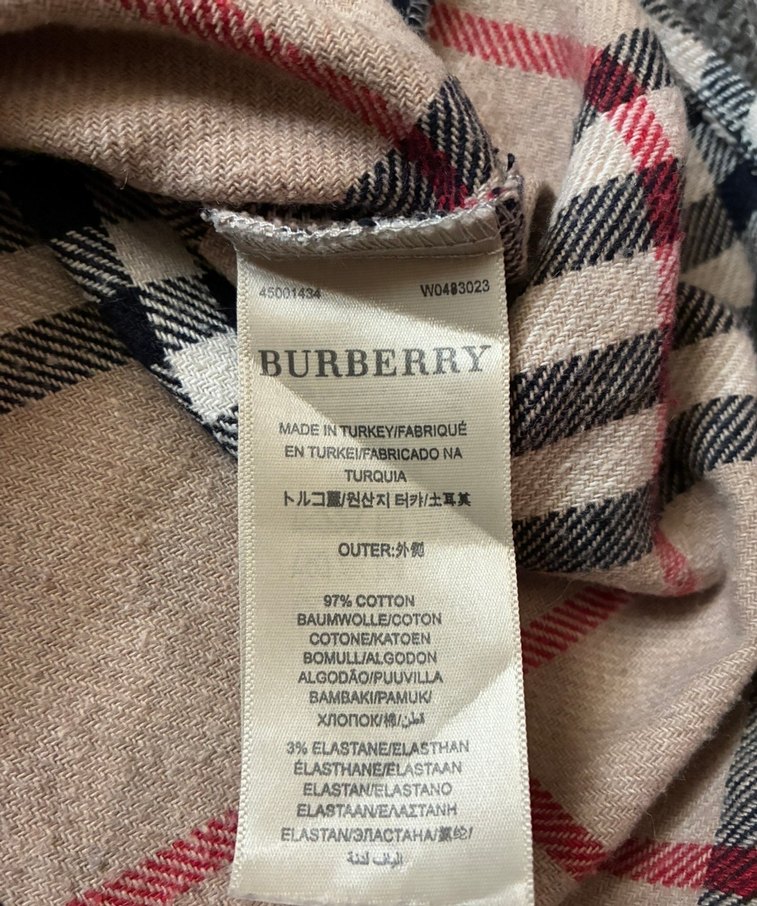 45001434 W0483023
BURBERRY
MADE IN TURKEY/FABRIQUÉ
EN TURKEI/FABRICADO NA
TURQUIA
トルコ製/원산지 터키/土耳其
OUTER:外側
97% COTTON
BAUMWOLLE/COTON
COTONE/KATOEN
BOMULL/ALGODON
ALGODÃO/PUUVILLA
BAMBAKI/PAMUK/
ХЛОПОК/棉/قطن
3% ELASTANE/ELASTHAN
ÉLASTHANE/ELASTAAN
ELASTAN/ELASTANO
ELASTAAN/ΕΛΑΣΤΑΝΗ
ELASTAN/ЭЛАСТАНА/